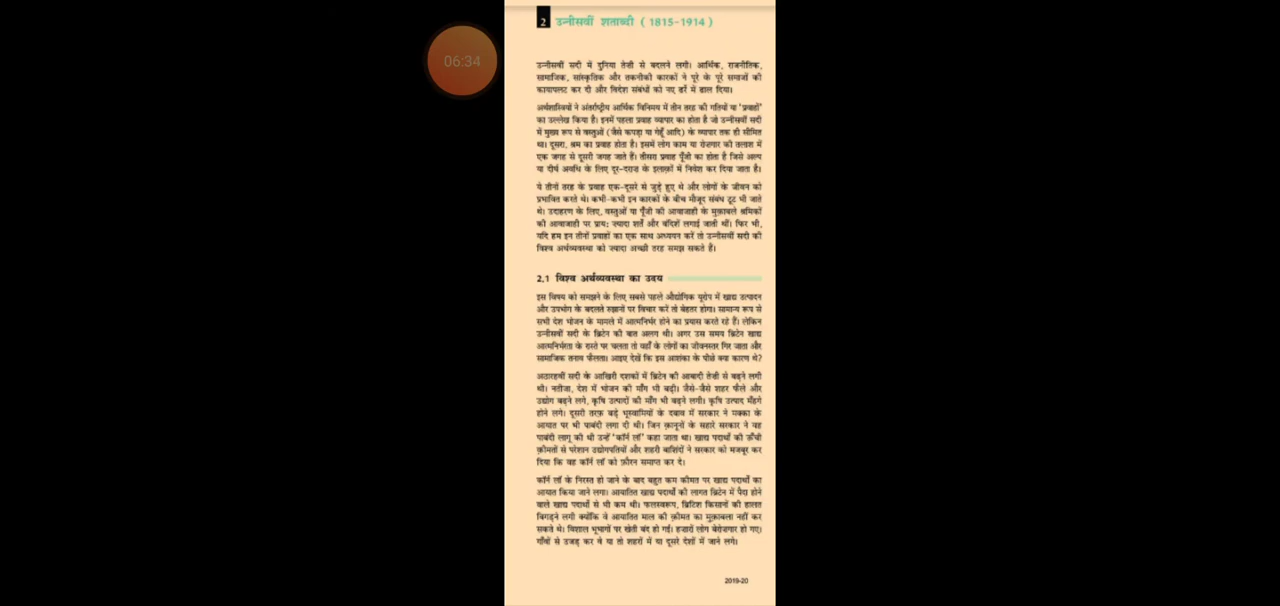 06:34
2 उन्नीसवीं शताब्दी (1815-1914)
उन्नीसवीं सदी में दुनिया तेज़ी से बदलने लगी। आर्थिक, राजनीतिक,
सामाजिक, सांस्कृतिक और तकनीकी कारकों ने पूरे के पूरे समाजों की
कायापलट कर दी और विदेश संबंधों को नए ढर्रे में ढाल दिया।
अर्थशास्त्रियों ने अंतर्राष्ट्रीय आर्थिक विनिमय में तीन तरह की गतियों या 'प्रवाहों'
का उल्लेख किया है। इनमें पहला प्रवाह व्यापार का होता है जो उन्नीसवीं सदी
में मुख्य रूप से वस्तुओं (जैसे कपड़ा या गेहूँ आदि) के व्यापार तक ही सीमित
था। दूसरा, श्रम का प्रवाह होता है। इसमें लोग काम या रोज़गार की तलाश में
एक जगह से दूसरी जगह जाते हैं। तीसरा प्रवाह पूँजी का होता है जिसे अल्प
या दीर्घ अवधि के लिए दूर-दराज़ के इलाक़ों में निवेश कर दिया जाता है।
ये तीनों तरह के प्रवाह एक-दूसरे से जुड़े हुए थे और लोगों के जीवन को
प्रभावित करते थे। कभी-कभी इन कारकों के बीच मौजूद संबंध टूट भी जाते
थे। उदाहरण के लिए, वस्तुओं या पूँजी की आवाजाही के मुक़ाबले श्रमिकों
की आवाजाही पर प्राय: ज्यादा शर्तें और बंदिशें लगाई जाती थीं। फिर भी,
यदि हम इन तीनों प्रवाहों का एक साथ अध्ययन करें तो उन्नीसवीं सदी की
विश्व अर्थव्यवस्था को ज्यादा अच्छी तरह समझ सकते हैं।
2.1 विश्व अर्थव्यवस्था का उदय
इस विषय को समझने के लिए सबसे पहले औद्योगिक यूरोप में खाद्य उत्पादन
और उपभोग के बदलते रुझानों पर विचार करें तो बेहतर होगा। सामान्य रूप से
सभी देश भोजन के मामले में आत्मनिर्भर होने का प्रयास करते रहे हैं। लेकिन
उन्नीसवीं सदी के ब्रिटेन की बात अलग थी। अगर उस समय ब्रिटेन खाद्य
आत्मनिर्भरता के रास्ते पर चलता तो वहाँ के लोगों का जीवनस्तर गिर जाता और
सामाजिक तनाव फैलता। आइए देखें कि इस आशंका के पीछे क्या कारण थे?
अठारहवीं सदी के आखिरी दशकों में ब्रिटेन की आबादी तेज़ी से बढ़ने लगी
थी। नतीजा, देश में भोजन की माँग भी बढ़ी। जैसे-जैसे शहर फैले और
उद्योग बढ़ने लगे, कृषि उत्पादों की माँग भी बढ़ने लगी। कृषि उत्पाद मँहगे
होने लगे। दूसरी तरफ़ बड़े भूस्वामियों के दबाव में सरकार ने मक्का के
आयात पर भी पाबंदी लगा दी थी। जिन क़ानूनों के सहारे सरकार ने यह
पाबंदी लागू की थी उन्हें 'कॉर्न लॉ' कहा जाता था। खाद्य पदार्थों की ऊँची
क़ीमतों से परेशान उद्योगपतियों और शहरी बाशिंदों ने सरकार को मजबूर कर
दिया कि वह कॉर्न लॉ को फ़ौरन समाप्त कर दे।
कॉर्न लॉ के निरस्त हो जाने के बाद बहुत कम कीमत पर खाद्य पदार्थों का
आयात किया जाने लगा। आयातित खाद्य पदार्थों की लागत ब्रिटेन में पैदा होने
वाले खाद्य पदार्थों से भी कम थी। फलस्वरूप, ब्रिटिश किसानों की हालत
बिगड़ने लगी क्योंकि वे आयातित माल की क़ीमत का मुक़ाबला नहीं कर
सकते थे। विशाल भूभागों पर खेती बंद हो गई। हज़ारों लोग बेरोज़गार हो गए।
गाँवों से उजड़ कर वे या तो शहरों में या दूसरे देशों में जाने लगे।
2019-20